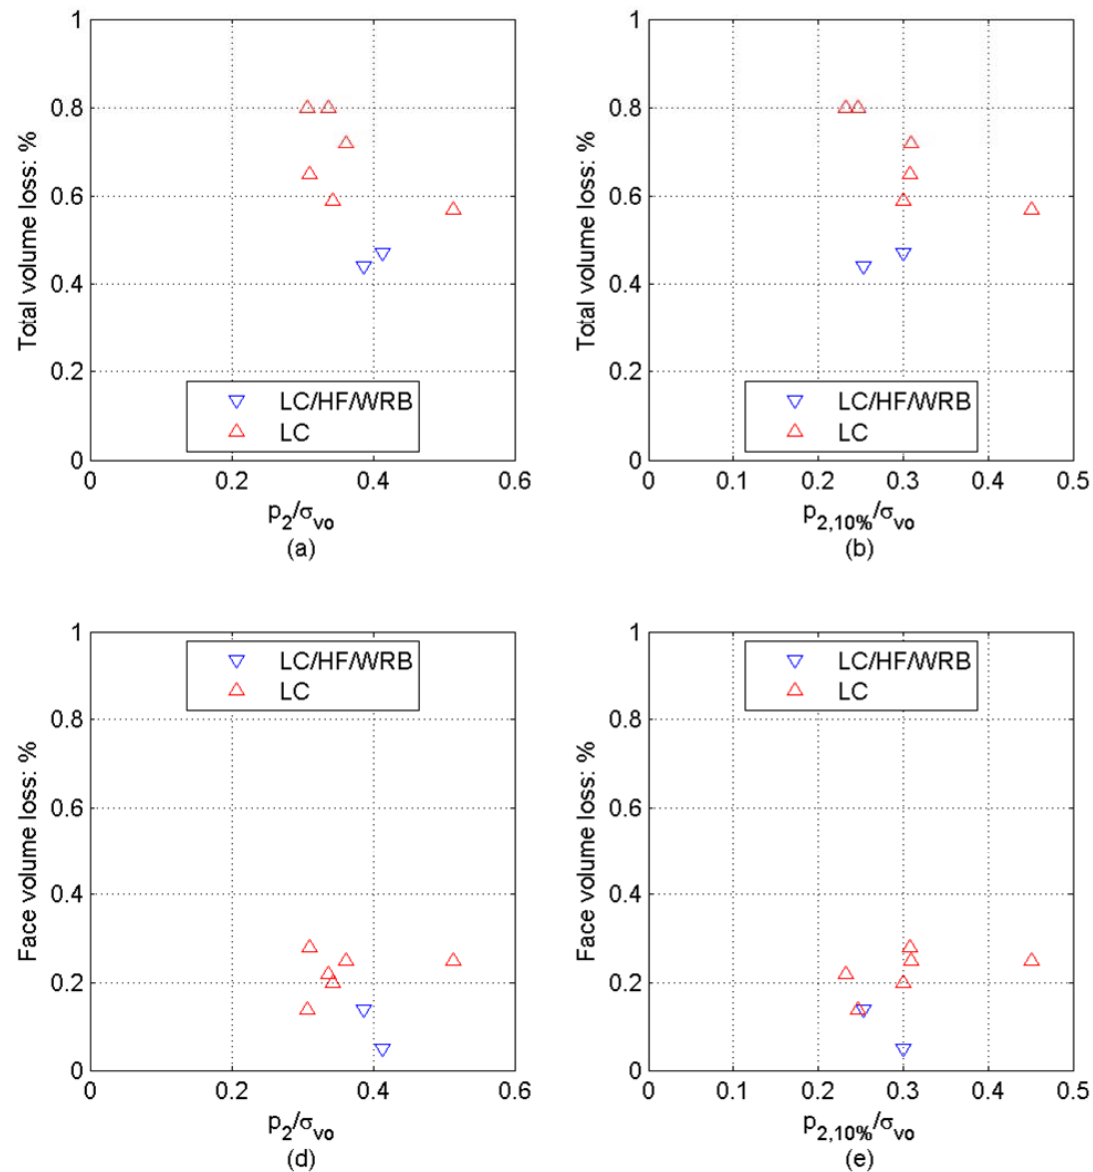 1
0.8
0.6
0.4
0.2
0
Total volume loss: %
LC/HF/WRB
LC
0 0.2 0.4 0.6
p2/σvo
(a)
1
0.8
0.6
0.4
0.2
0
Total volume loss: %
LC/HF/WRB
LC
0 0.1 0.2 0.3 0.4 0.5
p2,10%/σvo
(b)
1
0.8
0.6
0.4
0.2
0
Face volume loss: %
LC/HF/WRB
LC
0 0.2 0.4 0.6
p2/σvo
(d)
1
0.8
0.6
0.4
0.2
0
Face volume loss: %
LC/HF/WRB
LC
0 0.1 0.2 0.3 0.4 0.5
p2,10%/σvo
(e)